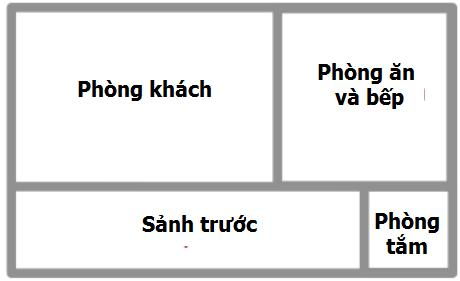 Phòng khách
Phòng ăn
và bếp
Sảnh trước
Phòng
tắm